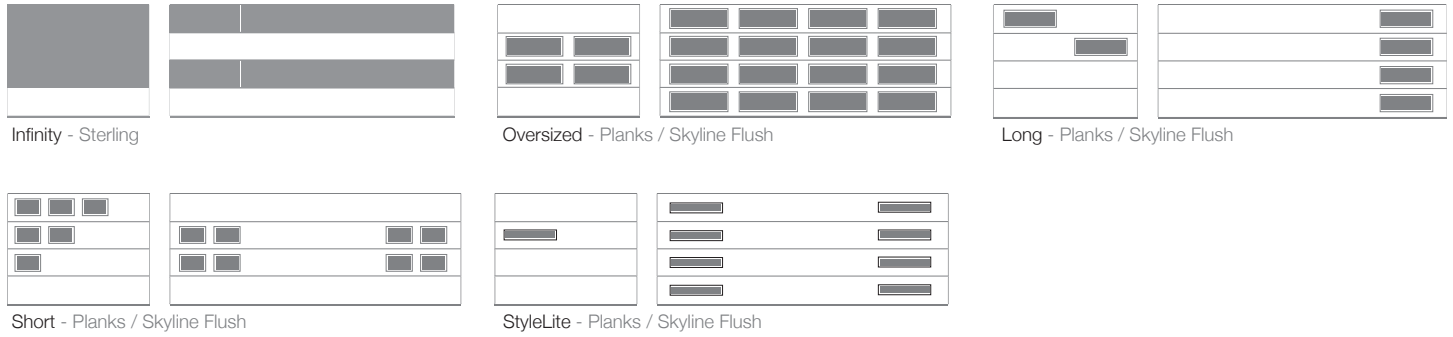 Infinity - Sterling
Oversized - Planks / Skyline Flush
Long - Planks / Skyline Flush
Short - Planks / Skyline Flush
StyleLite - Planks / Skyline Flush